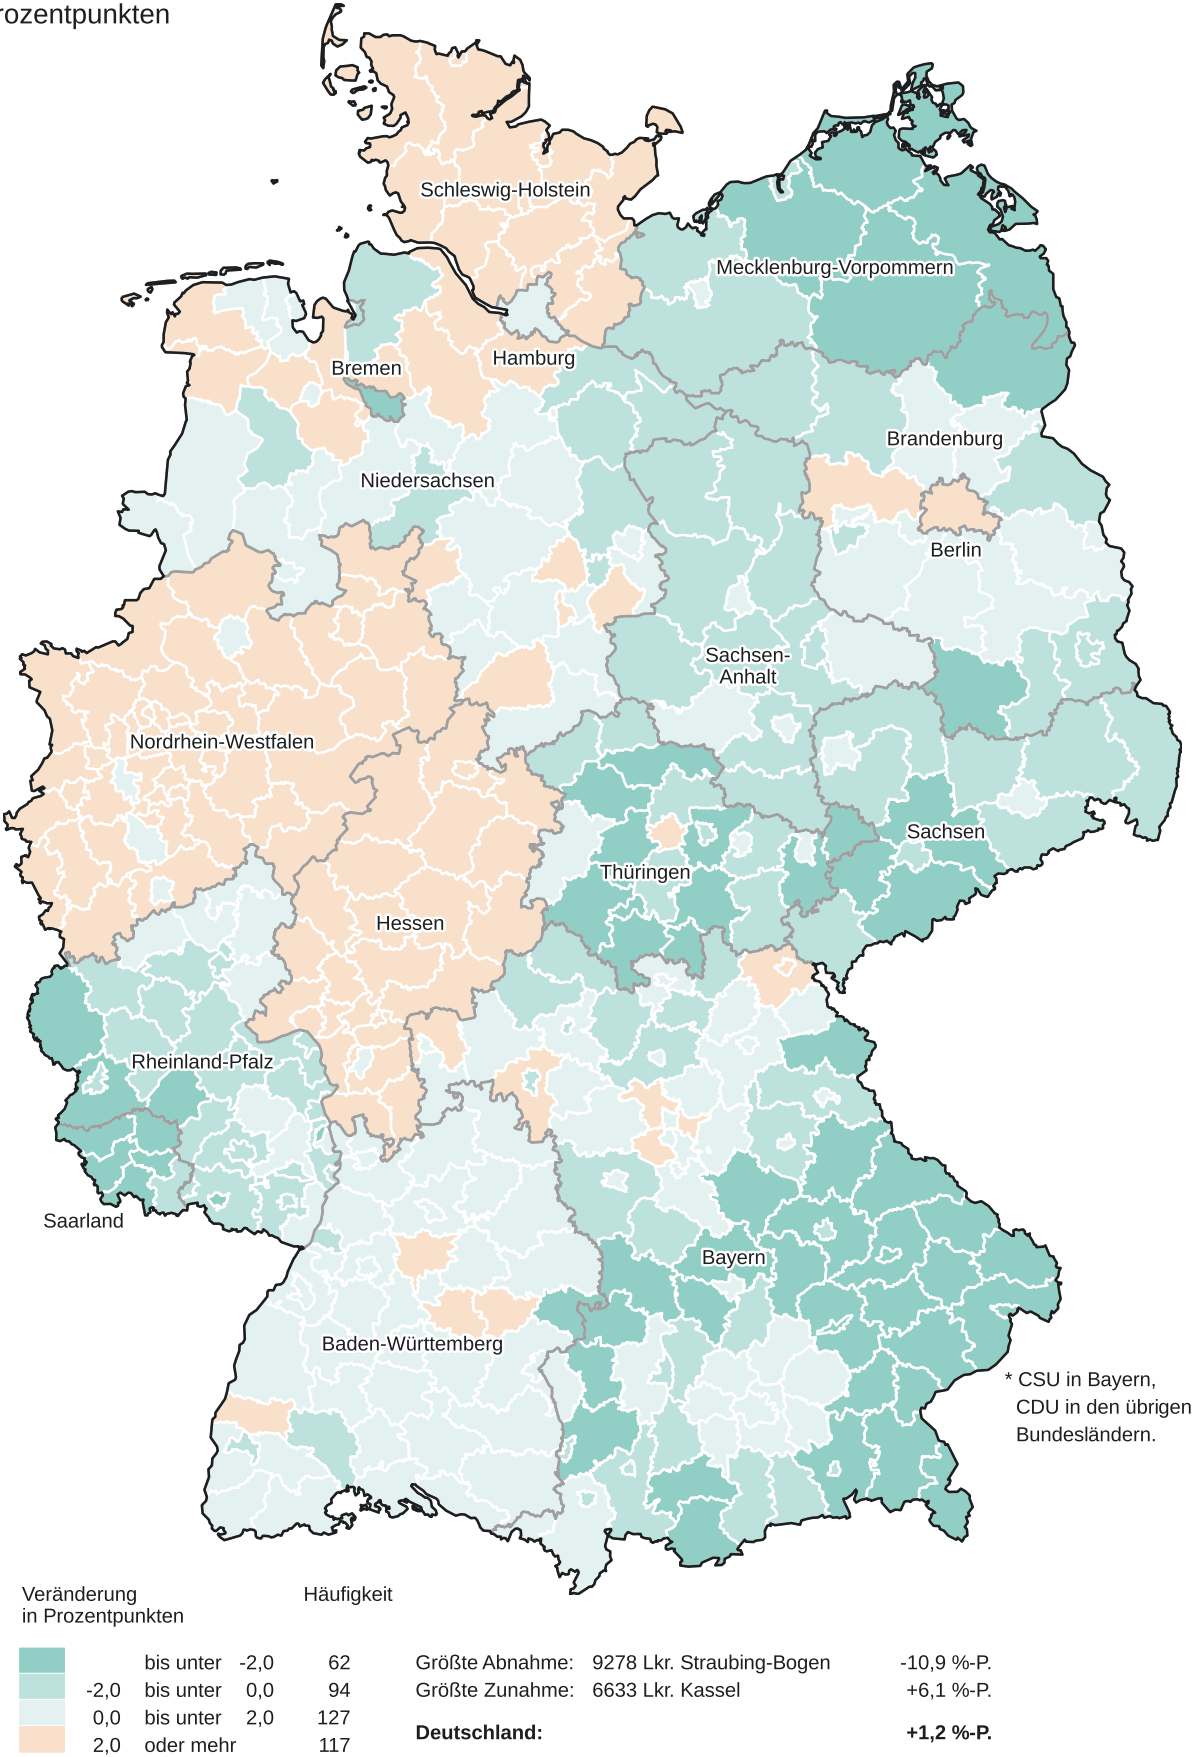 rozentpunkten
Schleswig-Holstein
Mecklenburg-Vorpommern
Hamburg
Bremen
Brandenburg
Niedersachsen
Berlin
Sachsen-
Anhalt
Nordrhein-Westfalen
Sachsen
Thüringen
Hessen
Rheinland-Pfalz
Saarland
Bayern
Baden-Württemberg
* CSU in Bayern,
CDU in den übrigen
Bundesländern.
Veränderung
in Prozentpunkten
Häufigkeit
bis unter -2,0 62
-2,0 bis unter 0,0 94
0,0 bis unter 2,0 127
2,0 oder mehr 117
Größte Abnahme: 9278 Lkr. Straubing-Bogen -10,9 %-P.
Größte Zunahme: 6633 Lkr. Kassel +6,1 %-P.
Deutschland: +1,2 %-P.